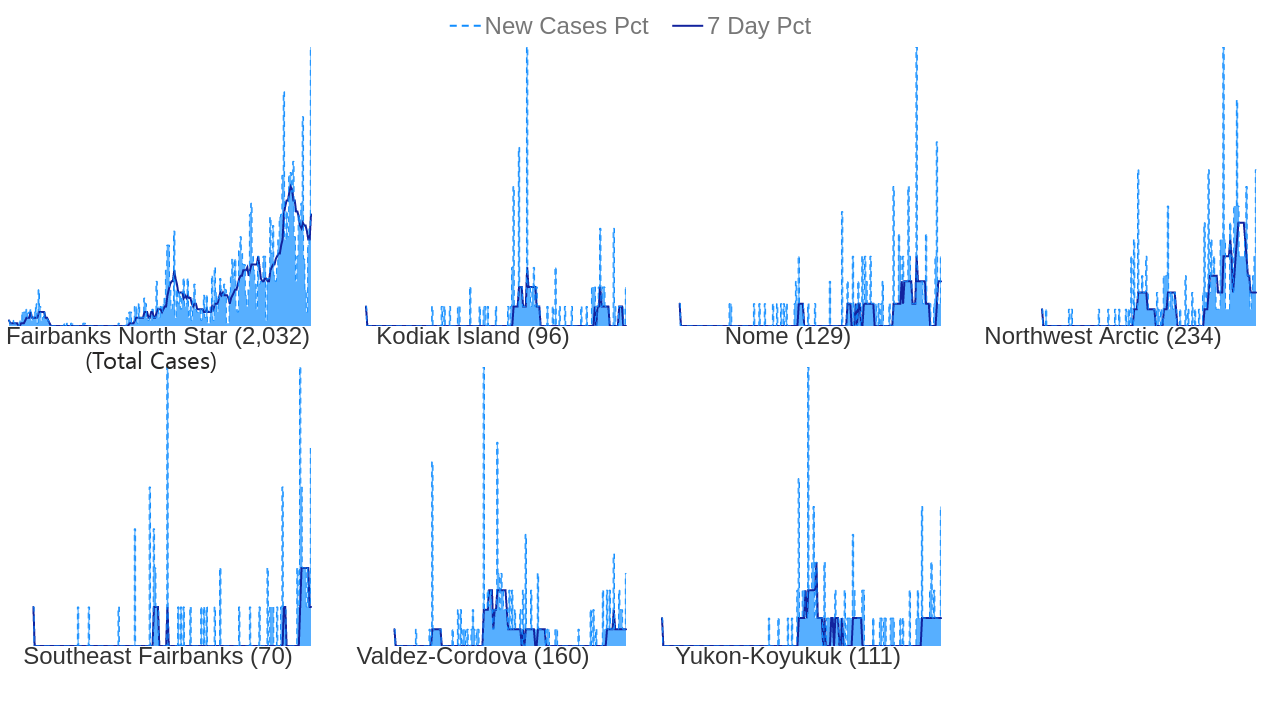 New Cases Pct 7 Day Pct
Fairbanks North Star (2,032) Kodiak Island (96) Nome (129) Northwest Arctic (234)
(Total Cases)
Southeast Fairbanks (70) Valdez-Cordova (160) Yukon-Koyukuk (111)